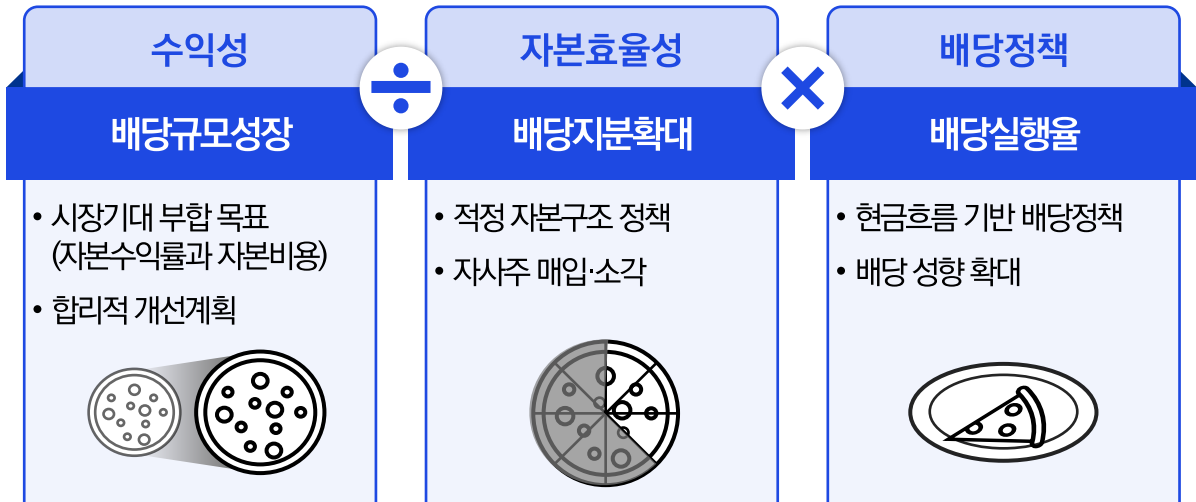 수익성
÷
자본효율성
×
배당정책
배당규모성장
배당지분확대
배당실행율
• 시장기대 부합 목표
(자본수익률과 자본비용)
• 합리적 개선계획
• 적정 자본구조 정책
• 자사주 매입·소각
• 현금흐름 기반 배당정책
• 배당 성향 확대